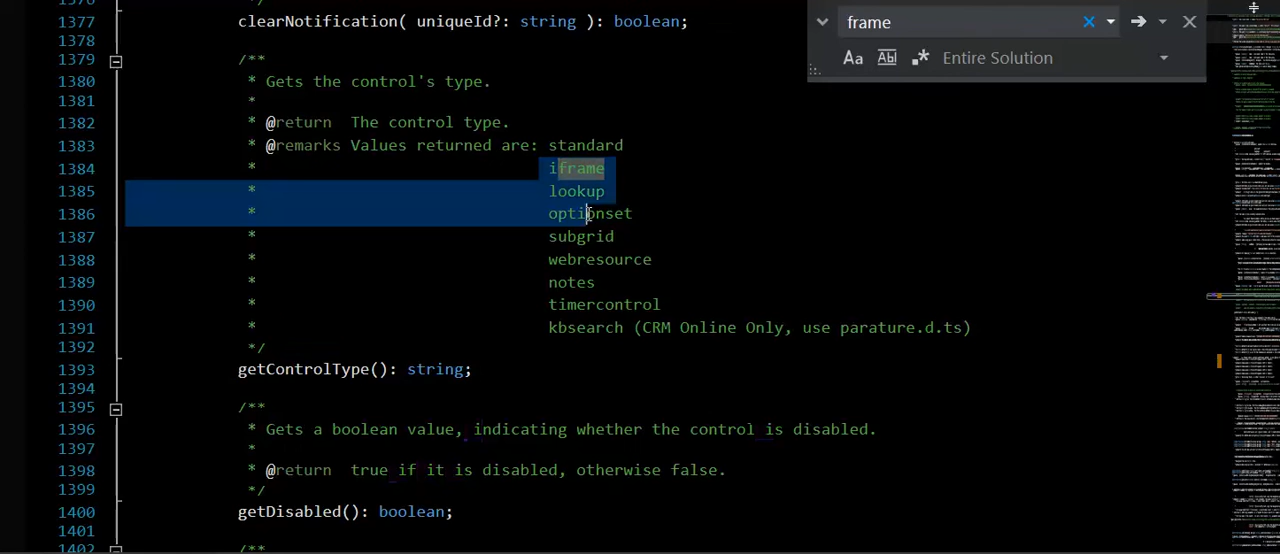 1376 */
frame
1377 clearNotification( uniqueId?: string ): boolean;
Aa Abl .* Entire Solution
1378
1379 /**
1380 * Gets the control's type.
1381 *
1382 * @return The control type.
1383 * @remarks Values returned are: standard
1384 * iframe
1385 * lookup
1386 * optionset
1387 * subgrid
1388 * webresource
1389 * notes
1390 * timercontrol
1391 * kbsearch (CRM Online Only, use parature.d.ts)
1392 */
1393 getControlType(): string;
1394
1395 /**
1396 * Gets a boolean value, indicating whether the control is disabled.
1397 *
1398 * @return true if it is disabled, otherwise false.
1399 */
1400 getDisabled(): boolean;
1401
1402 /**